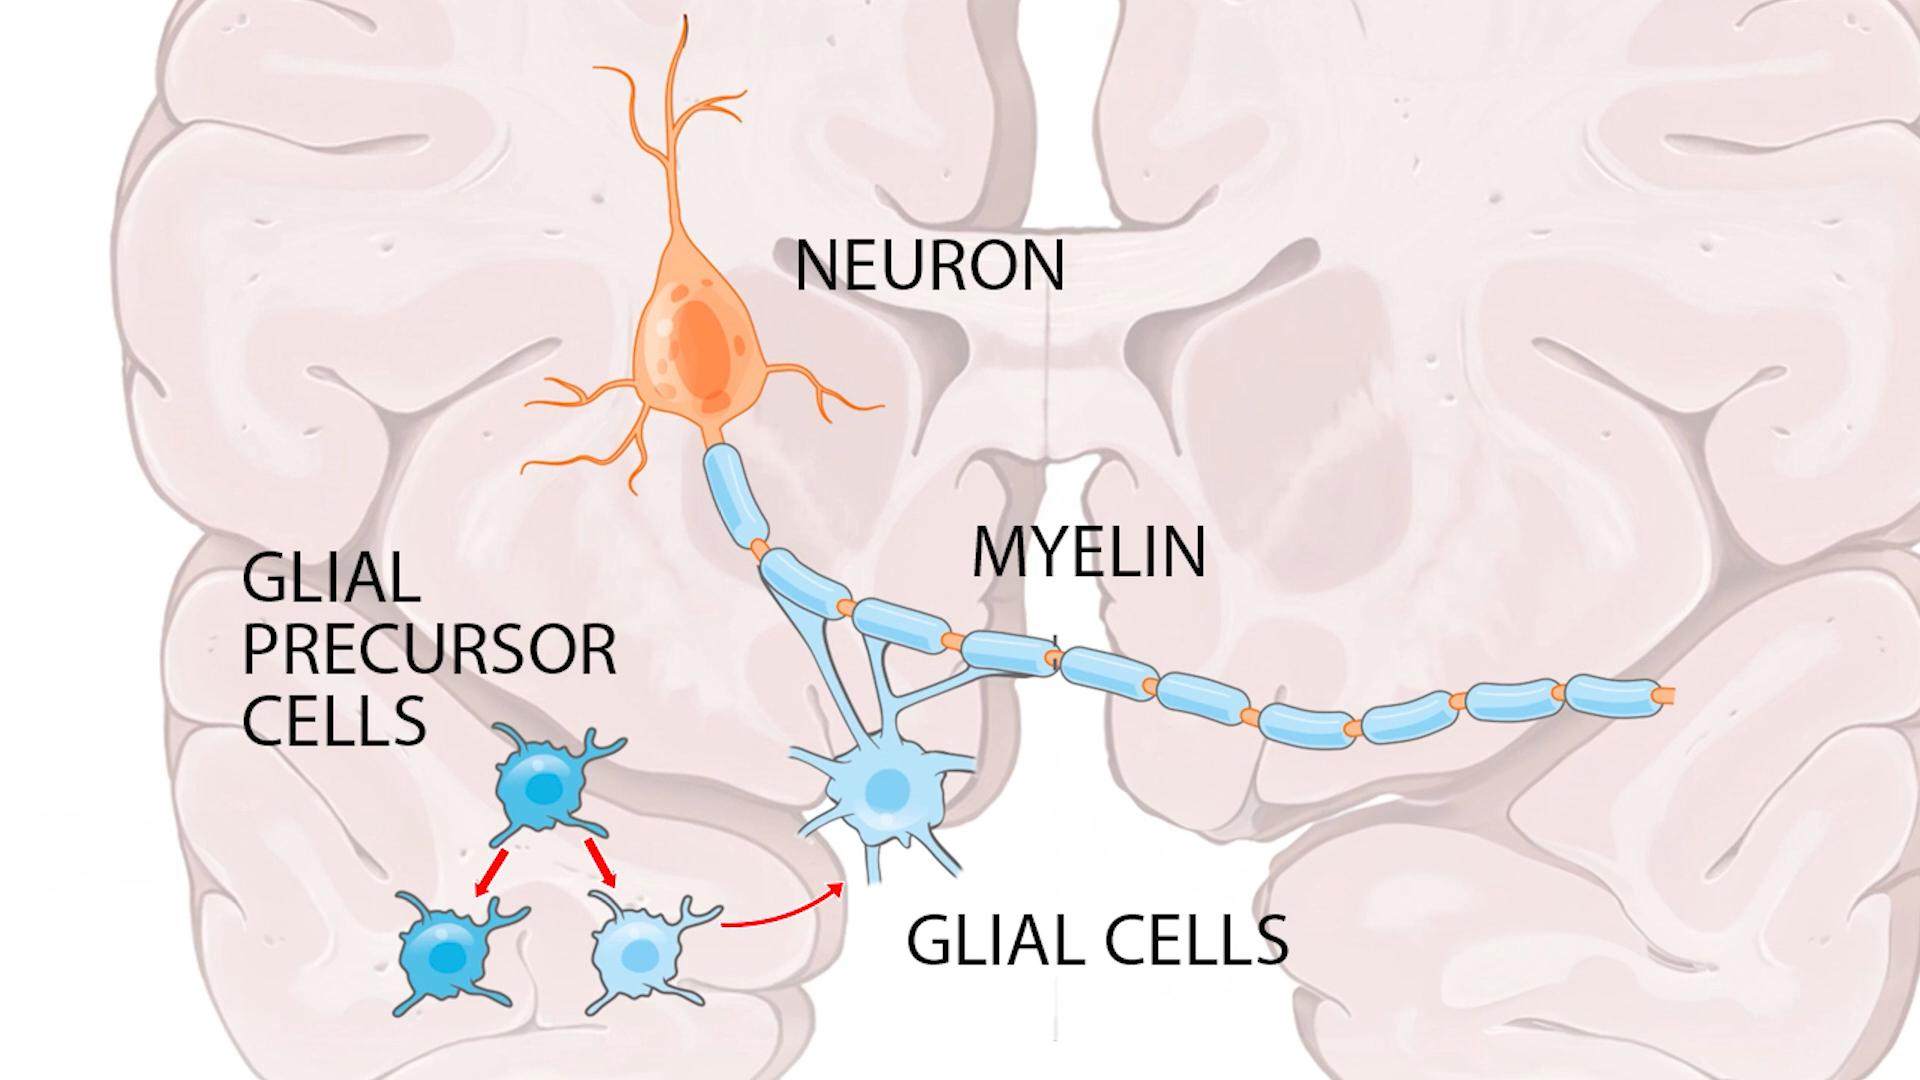 NEURON
MYELIN
GLIAL
PRECURSOR
CELLS
GLIAL CELLS